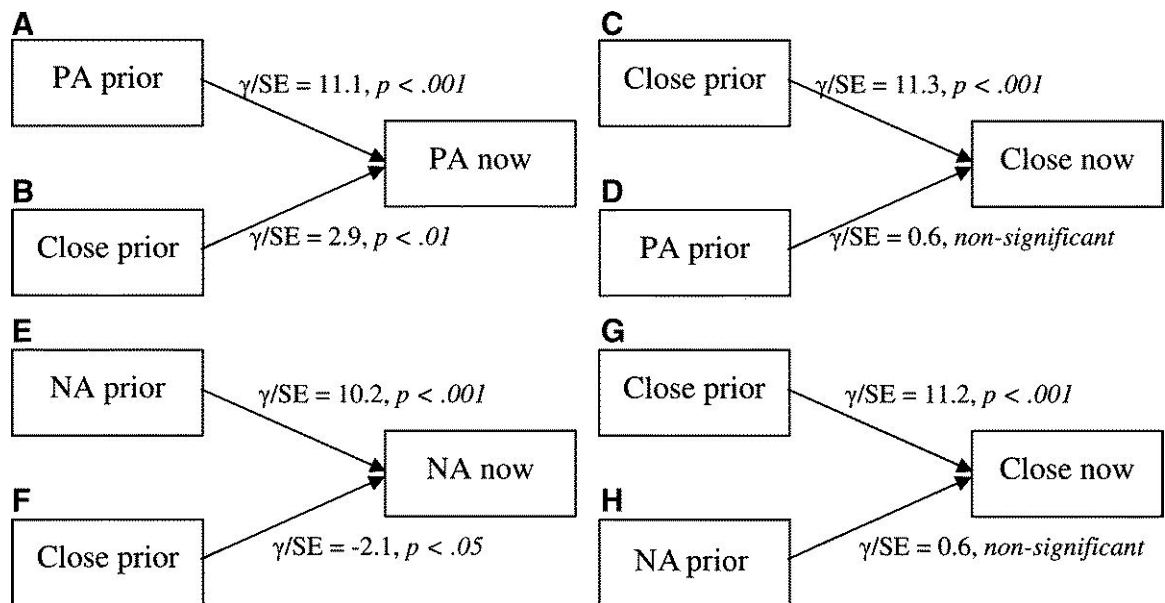 A
PA prior
γ/SE = 11.1, p < .001
PA now
B
Close prior
γ/SE = 2.9, p < .01
C
Close prior
γ/SE = 11.3, p < .001
Close now
D
PA prior
γ/SE = 0.6, non-significant
E
NA prior
γ/SE = 10.2, p < .001
NA now
F
Close prior
γ/SE = -2.1, p < .05
G
Close prior
γ/SE = 11.2, p < .001
Close now
H
NA prior
γ/SE = 0.6, non-significant